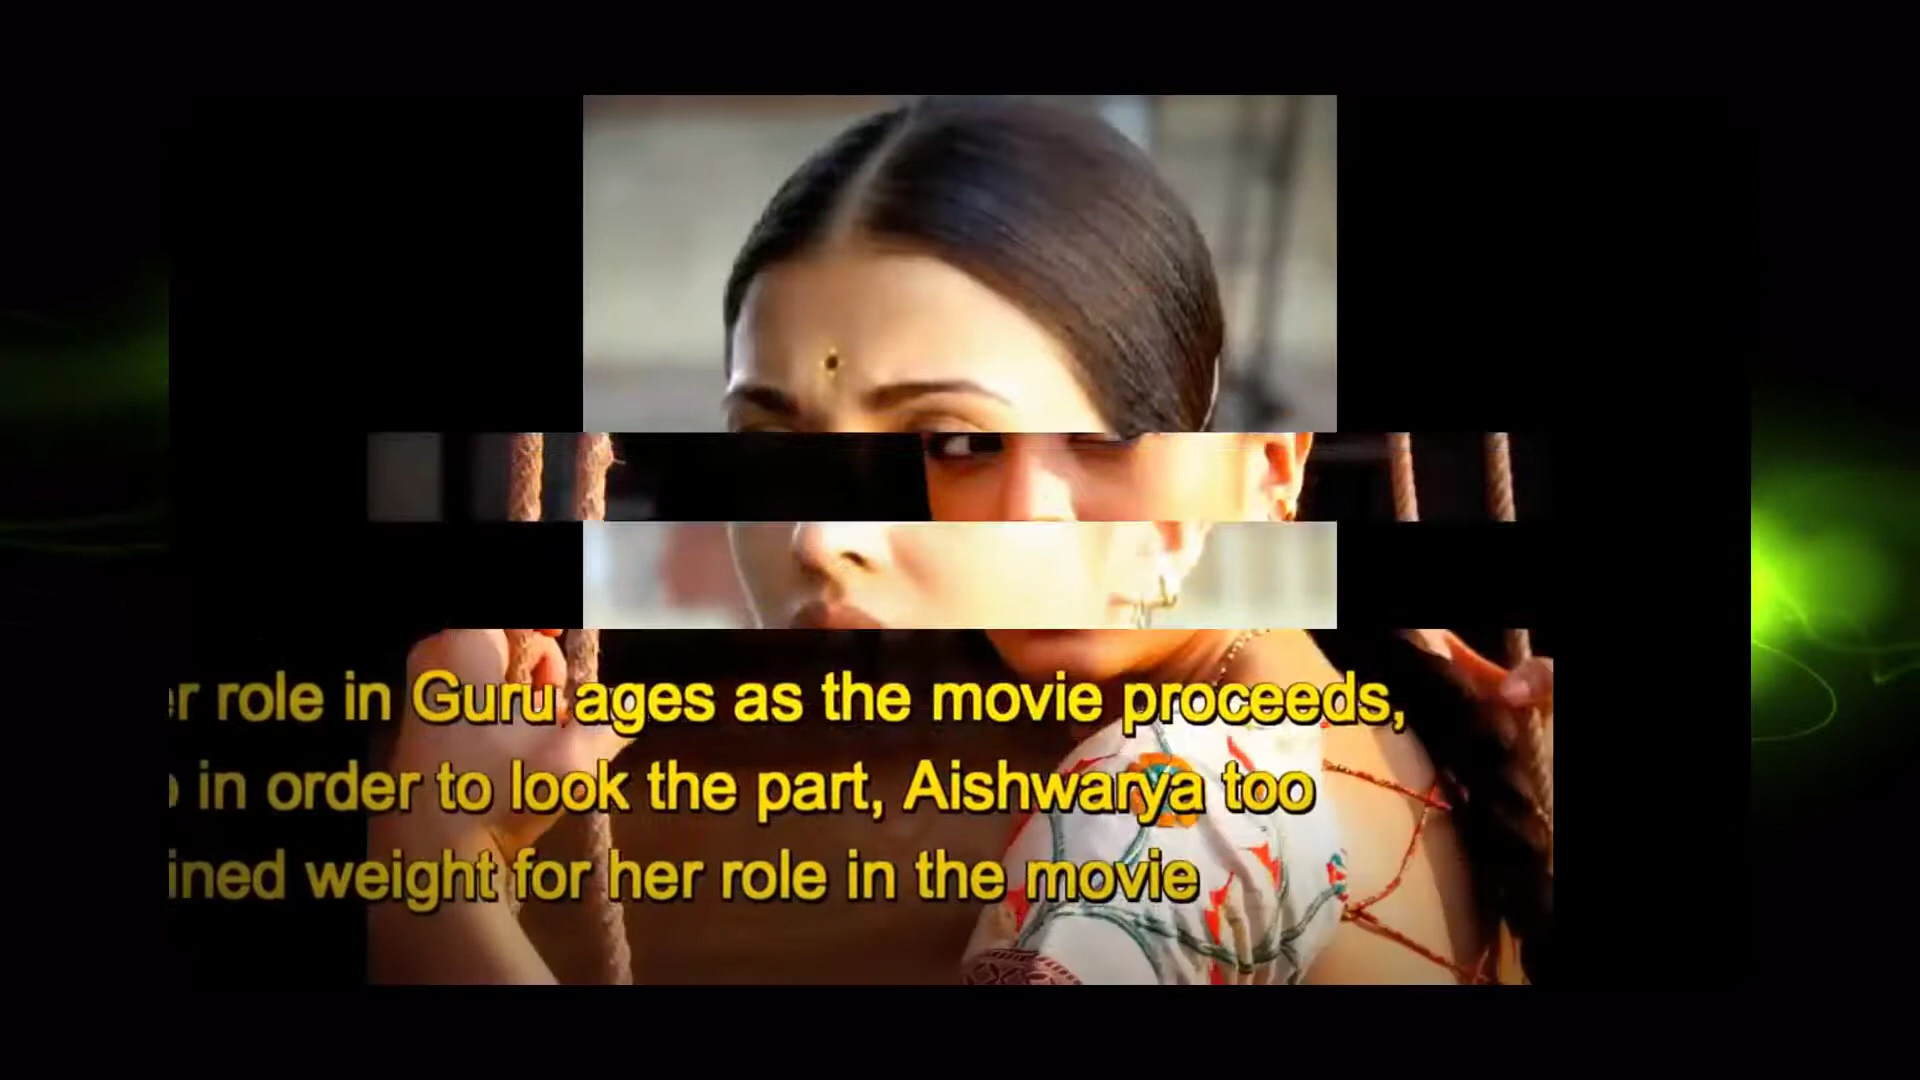 role in Guru ages as the movie proceeds,
in order to look the part, Aishwarya too
weight for her role in the movie